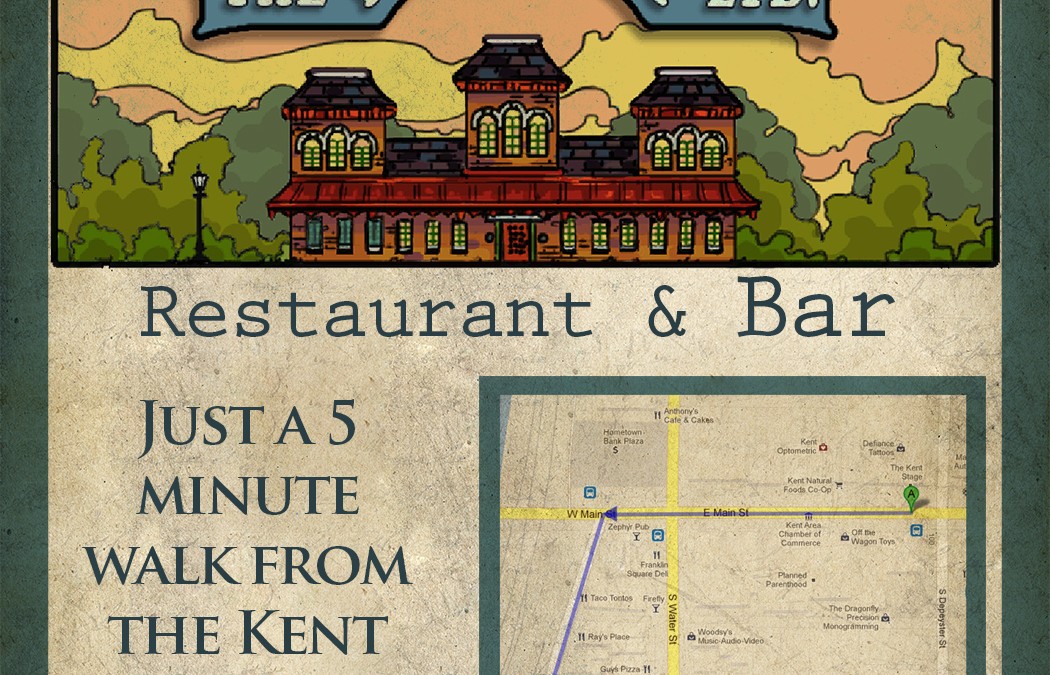 THE
LTD.
Restaurant & Bar
Just a 5
minute
walk from
the Kent
Anthony's
Cafe & Cakes
Hometown
Bank Plaza
$
Kent
Optometric
Defiance
Tattoos
The Kent
Stage
A
Kent Natural
Foods Co-Op
W Main St
E Main St
Zephyr Pub
Kent Area
Chamber of
Commerce
Off the
Wagon Toys
100
Franklin
Square Deli
Planned
Parenthood
Taco Tontos
Firefly
S Water St
The Dragonfly
Precision
Monogramming
S Depeyster St
Ray's Place
Woodsy's
Music-Audio-Video
Guy's Pizza